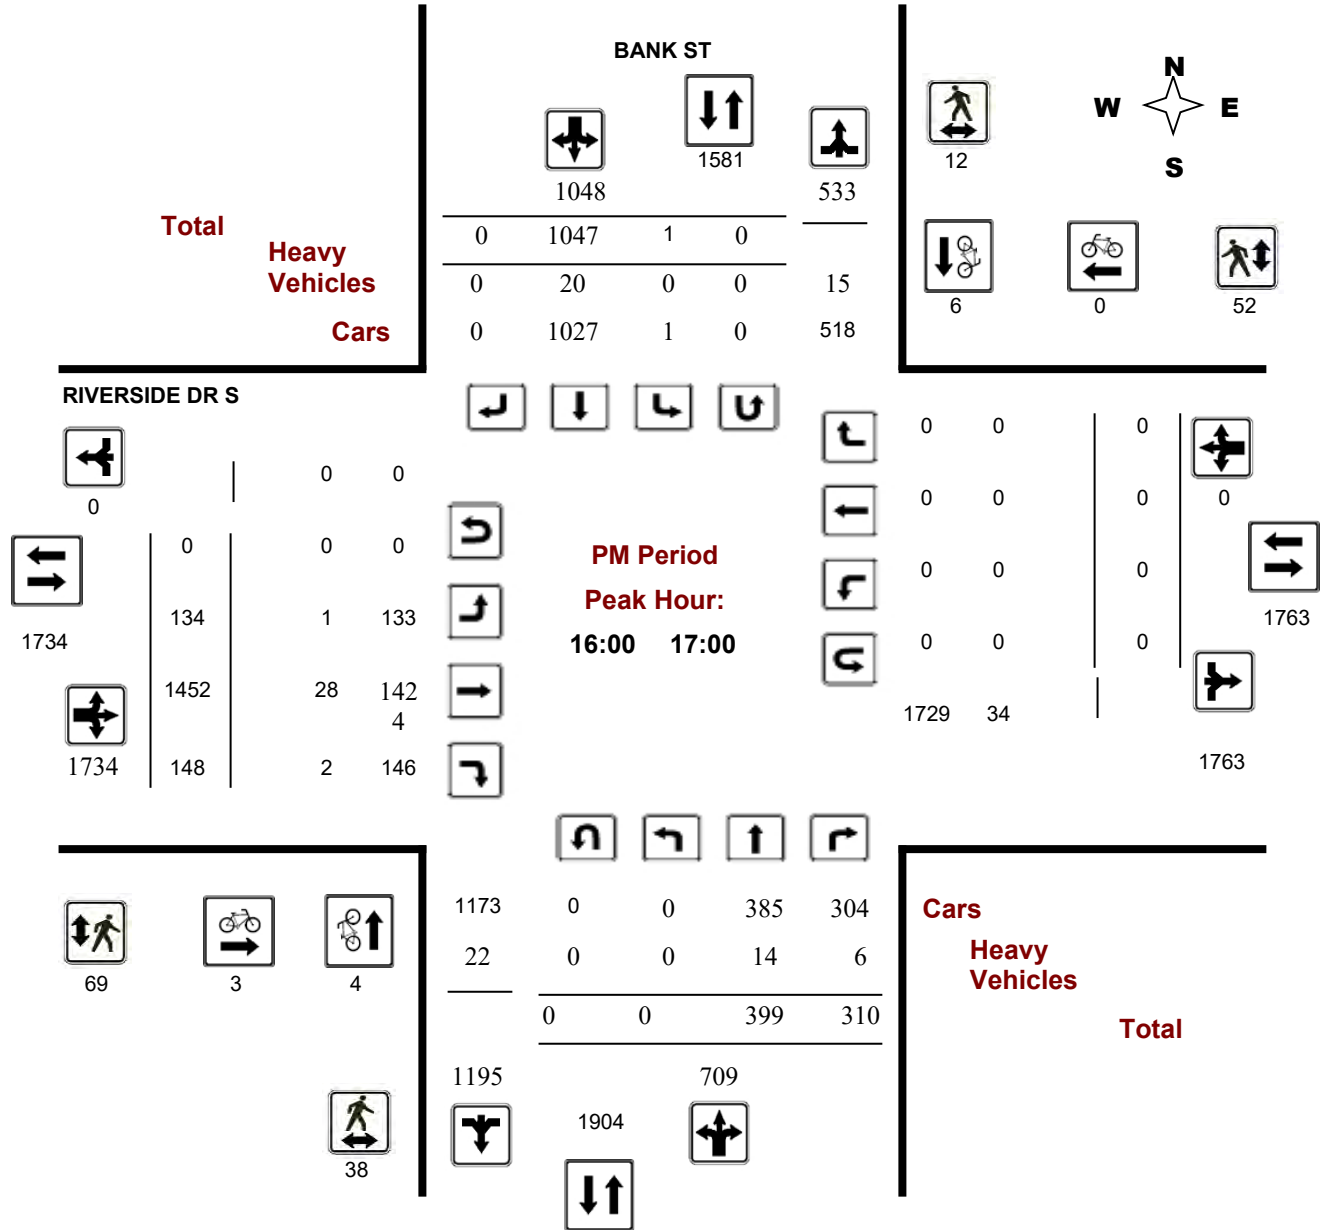 BANK ST
N
W E
S
1581
12
1048
533
Total
0 1047 1 0
Heavy
Vehicles
0 20 0 0 15
6 0 52
Cars
0 1027 1 0 518
RIVERSIDE DR S
0 0 0
0 0
0
0 0 0 0
0 0 0
PM Period
0 0 0
134 1 133
Peak Hour:
1763
1734
16:00 17:00
0 0 0
1452 28 142
4
1729 34
1734 148 2 146
1763
1173 0 0 385 304
Cars
22 0 0 14 6
Heavy
Vehicles
69 3 4
0 0 399 310
Total
1195 709
1904
38